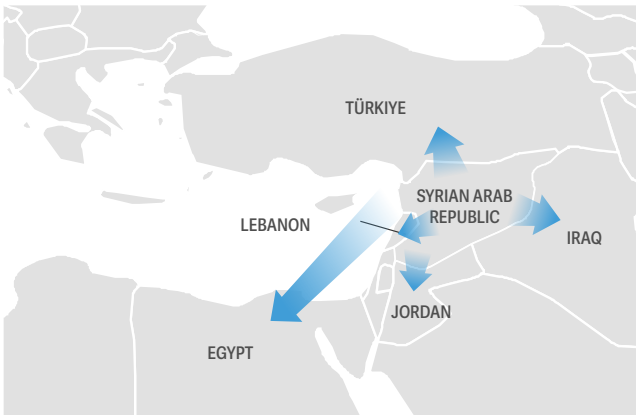 TÜRKIYE
SYRIAN ARAB
REPUBLIC
LEBANON
IRAQ
JORDAN
EGYPT